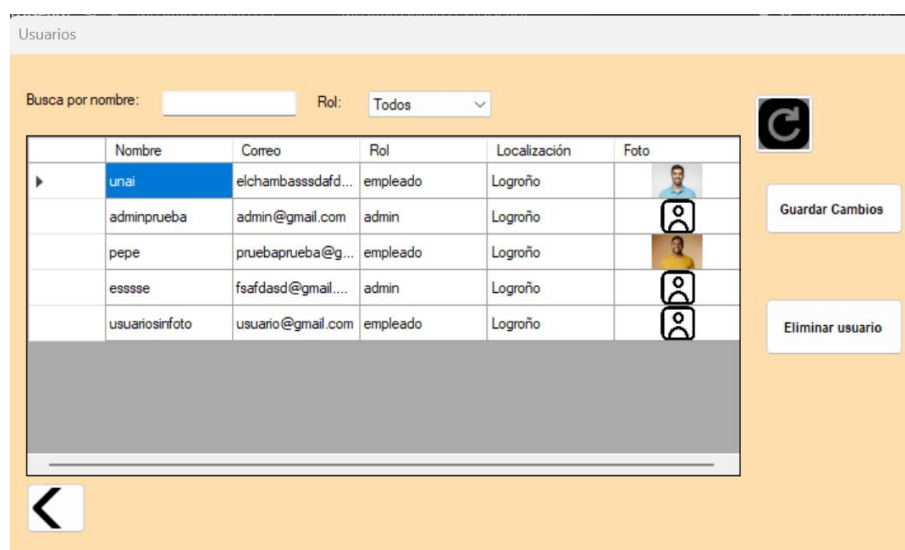 Usuarios
Busca por nombre: Rol: Todos
Nombre Correo Rol Localización Foto
unai elchambasssdafd... empleado Logroño
adminprueba admin@gmail.com admin Logroño
pepe pruebaprueba@g... empleado Logroño
esssse fsafdasd@gmail.... admin Logroño
usuariosinfoto usuario@gmail.com empleado Logroño
Guardar Cambios
Eliminar usuario